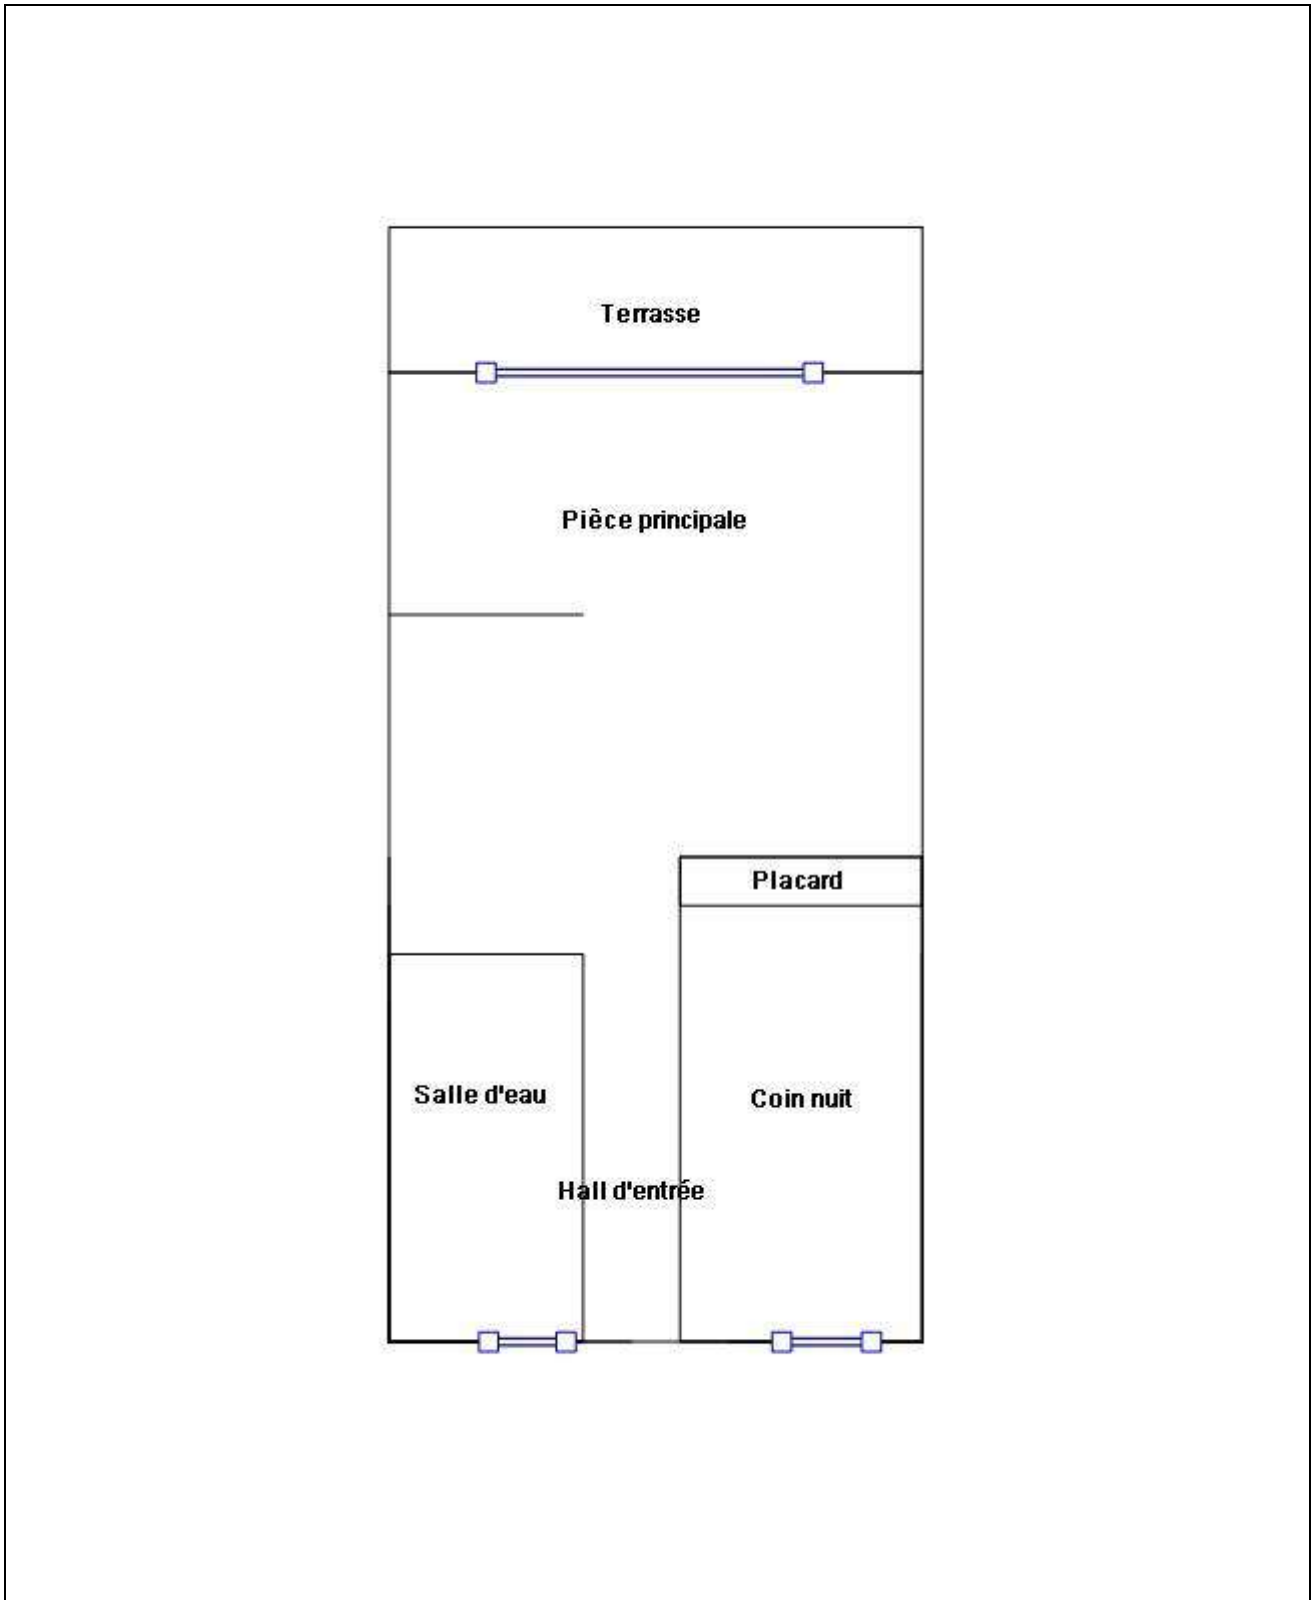 Terrasse
Pièce principale
Placard
Salle d'eau
Coin nuit
Hall d'entrée